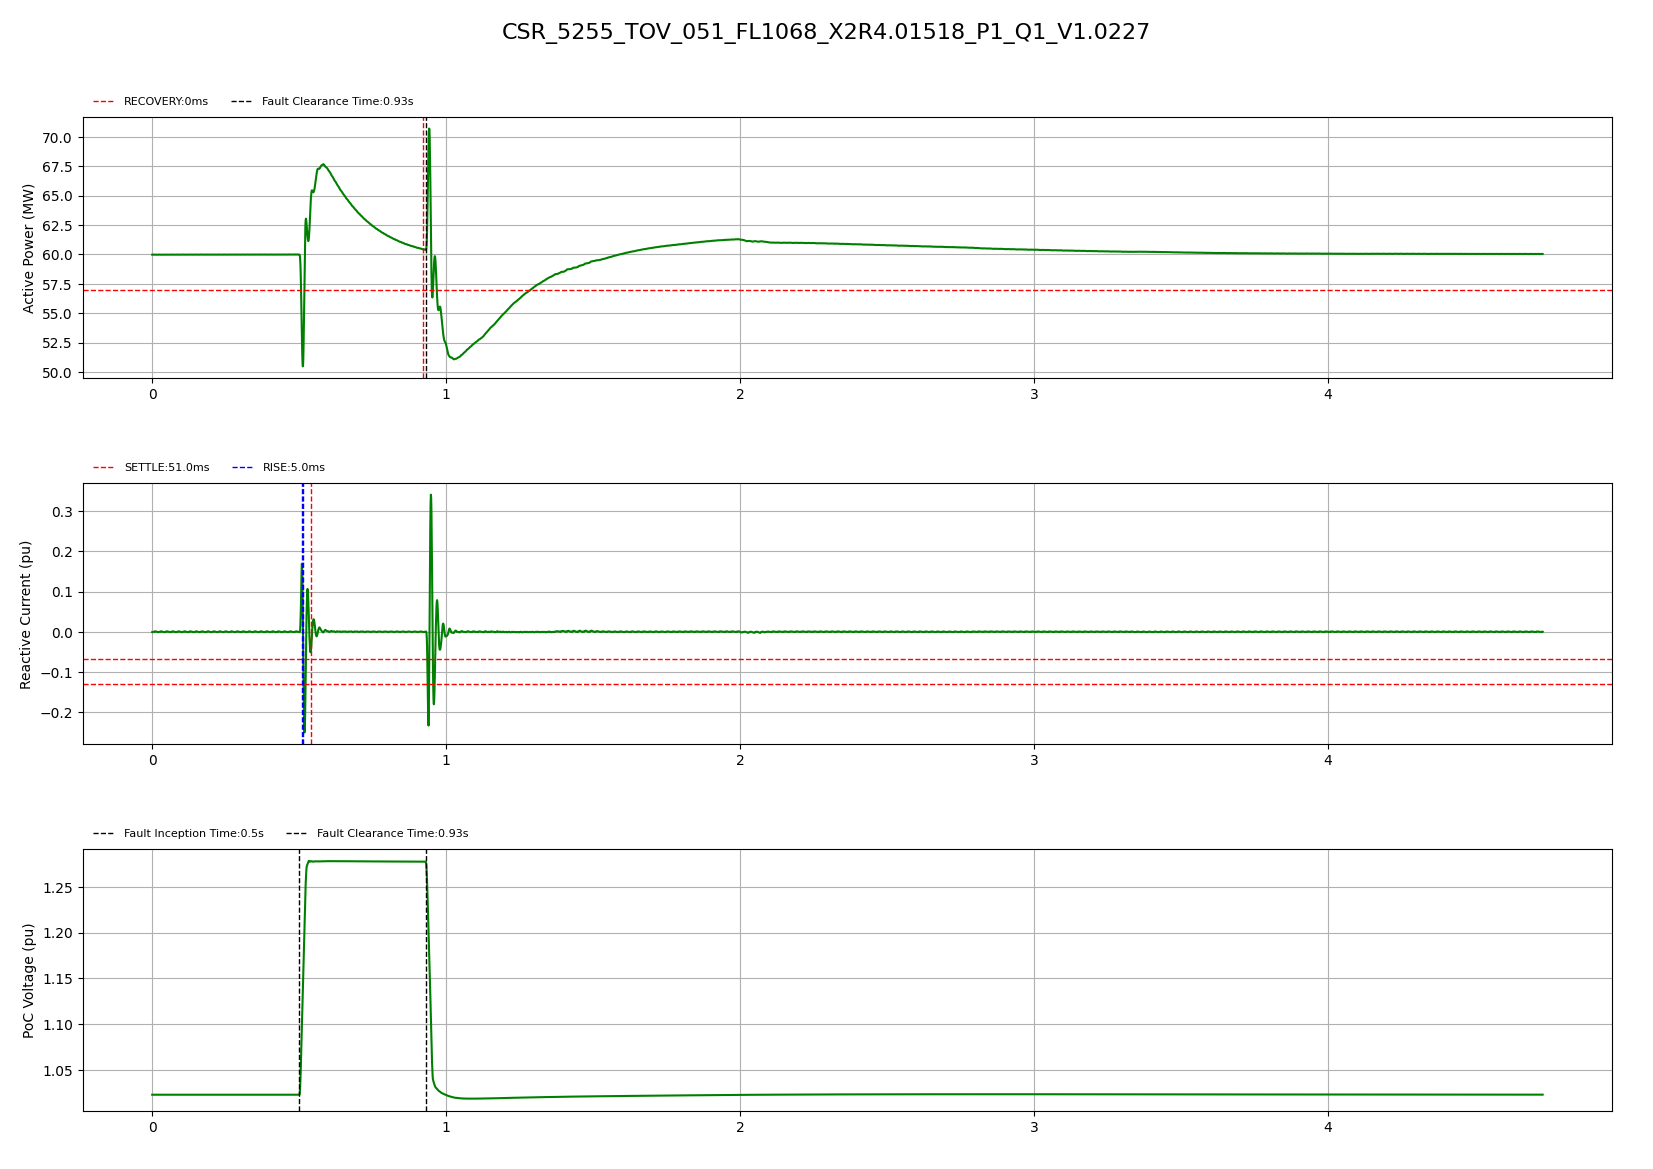 CSR_5255_TOV_051_FL1068_X2R4.01518_P1_Q1_V1.0227
RECOVERY:0ms Fault Clearance Time:0.93s
Active Power (MW)
70.0
67.5
65.0
62.5
60.0
57.5
55.0
52.5
50.0
0 1 2 3 4
SETTLE:51.0ms RISE:5.0ms
Reactive Current (pu)
0.3
0.2
0.1
0.0
−0.1
−0.2
0 1 2 3 4
Fault Inception Time:0.5s Fault Clearance Time:0.93s
PoC Voltage (pu)
1.25
1.20
1.15
1.10
1.05
0 1 2 3 4